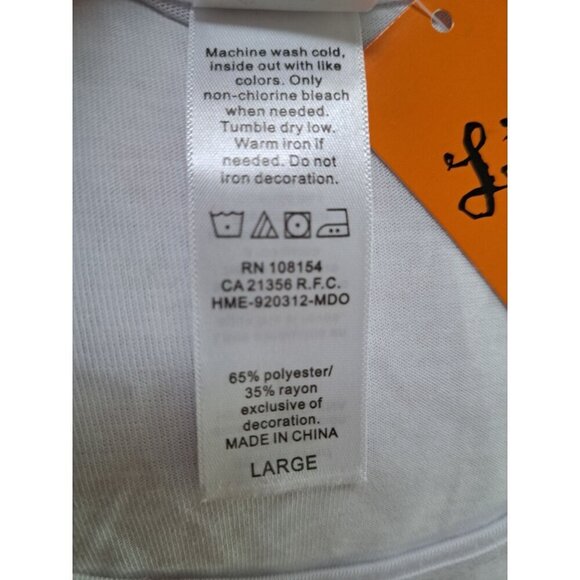 Machine wash cold,
inside out with like
colors. Only
non-chlorine bleach
when needed.
Tumble dry low.
Warm iron if
needed. Do not
iron decoration.
RN 108154
CA 21356 R.F.C.
HME-920312-MDO
65% polyester/
35% rayon
exclusive of
decoration.
MADE IN CHINA
LARGE